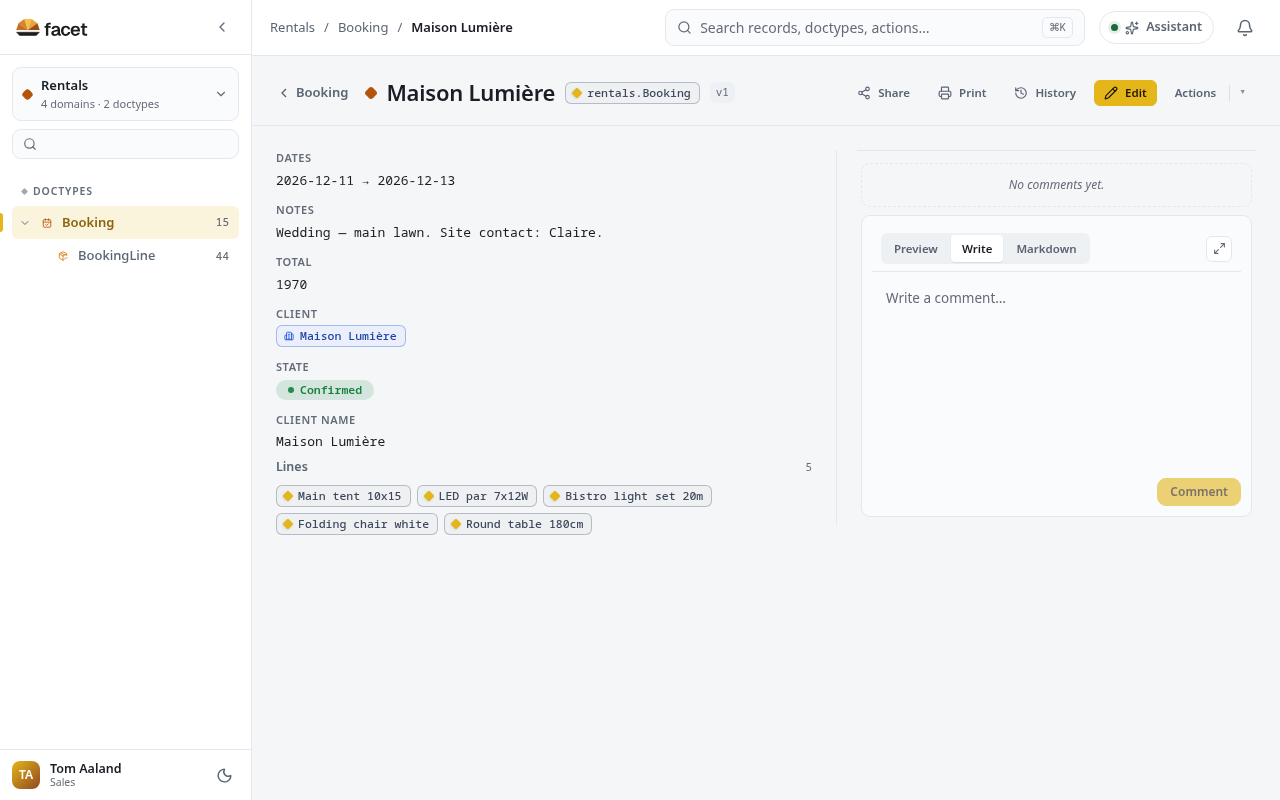 facet
Rentals
4 domains · 2 doctypes
DOCTYPES
Booking 15
BookingLine 44
Tom Aaland
Sales
TA
Rentals / Booking / Maison Lumière
Search records, doctypes, actions... ⌘K
Assistant
Booking
Maison Lumière
rentals.Booking
v1
Share
Print
History
Edit
Actions
DATES
2026-12-11 → 2026-12-13
NOTES
Wedding — main lawn. Site contact: Claire.
TOTAL
1970
CLIENT
Maison Lumière
STATE
Confirmed
CLIENT NAME
Maison Lumière
Lines 5
Main tent 10x15 LED par 7x12W Bistro light set 20m
Folding chair white Round table 180cm
No comments yet.
Preview Write Markdown
Write a comment...
Comment